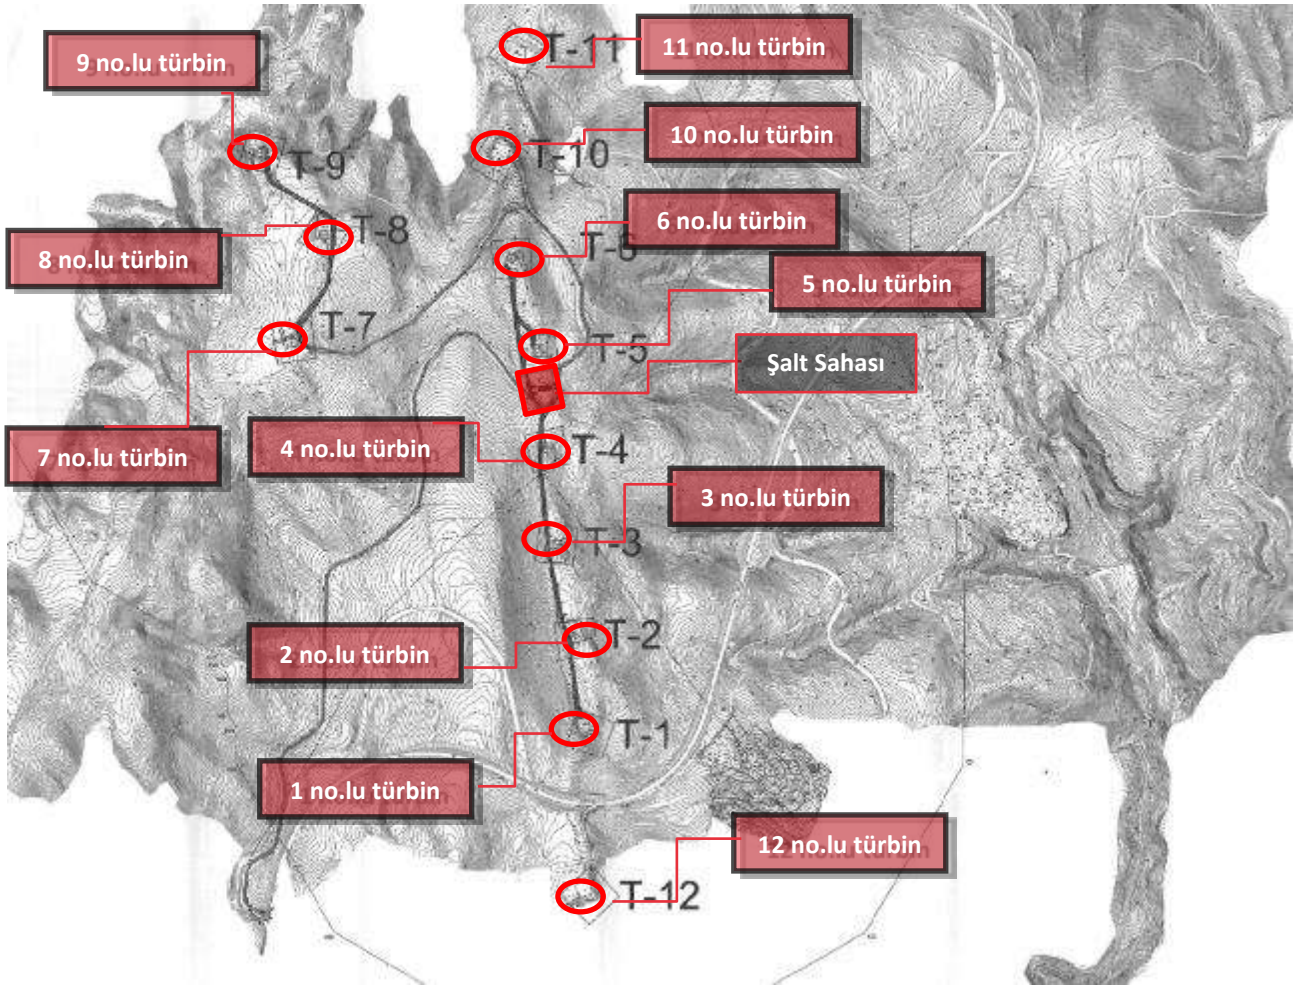 T-11
11 no.lu türbin
9 no.lu türbin
10 no.lu türbin
T-10
T-9
6 no.lu türbin
T-8
T-6
8 no.lu türbin
5 no.lu türbin
T-7
T-5
Şalt Sahası
4 no.lu türbin
T-4
7 no.lu türbin
3 no.lu türbin
T-3
T-2
2 no.lu türbin
T-1
1 no.lu türbin
12 no.lu türbin
T-12